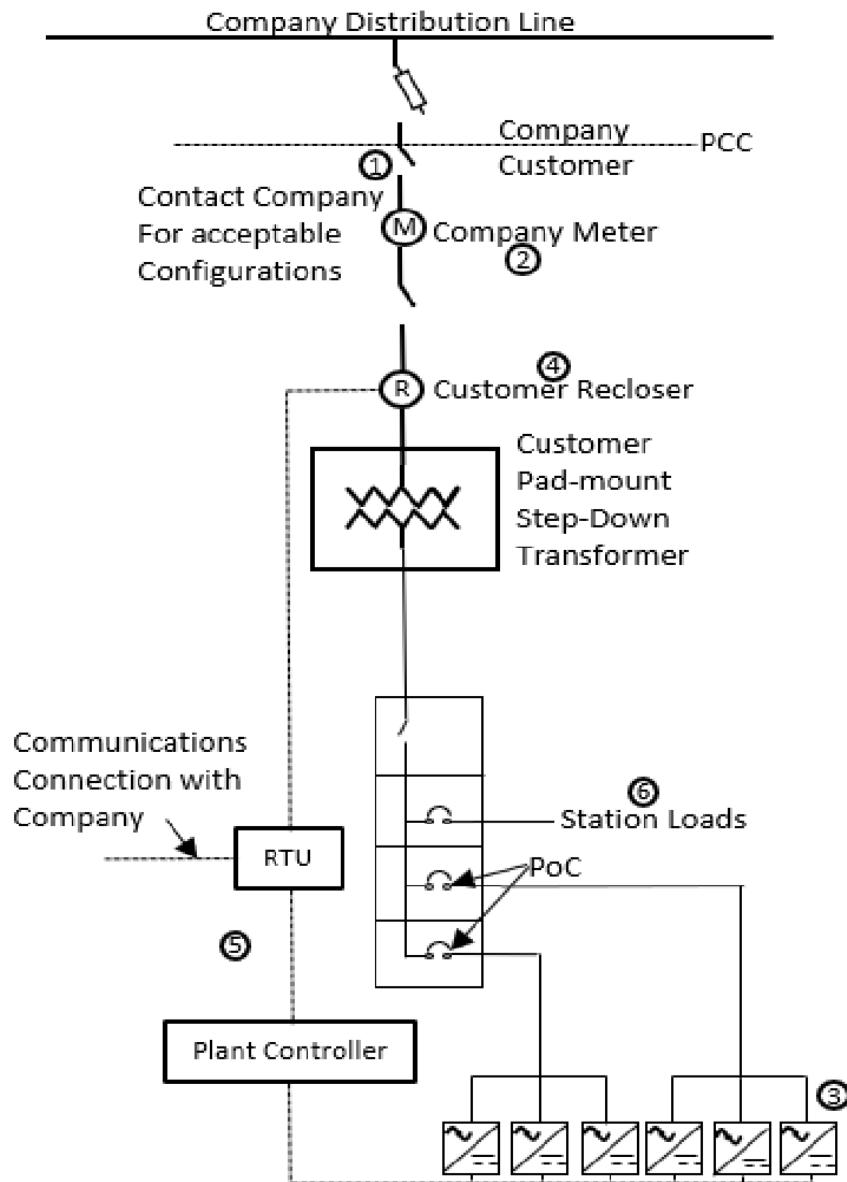 Company Distribution Line
Company
PCC
Customer
①
Contact Company
For acceptable
Configurations
M
Company Meter
②
④
R
Customer Recloser
Customer
Pad-mount
Step-Down
Transformer
Communications
Connection with
Company
⑥
Station Loads
RTU
PoC
⑤
Plant Controller
③